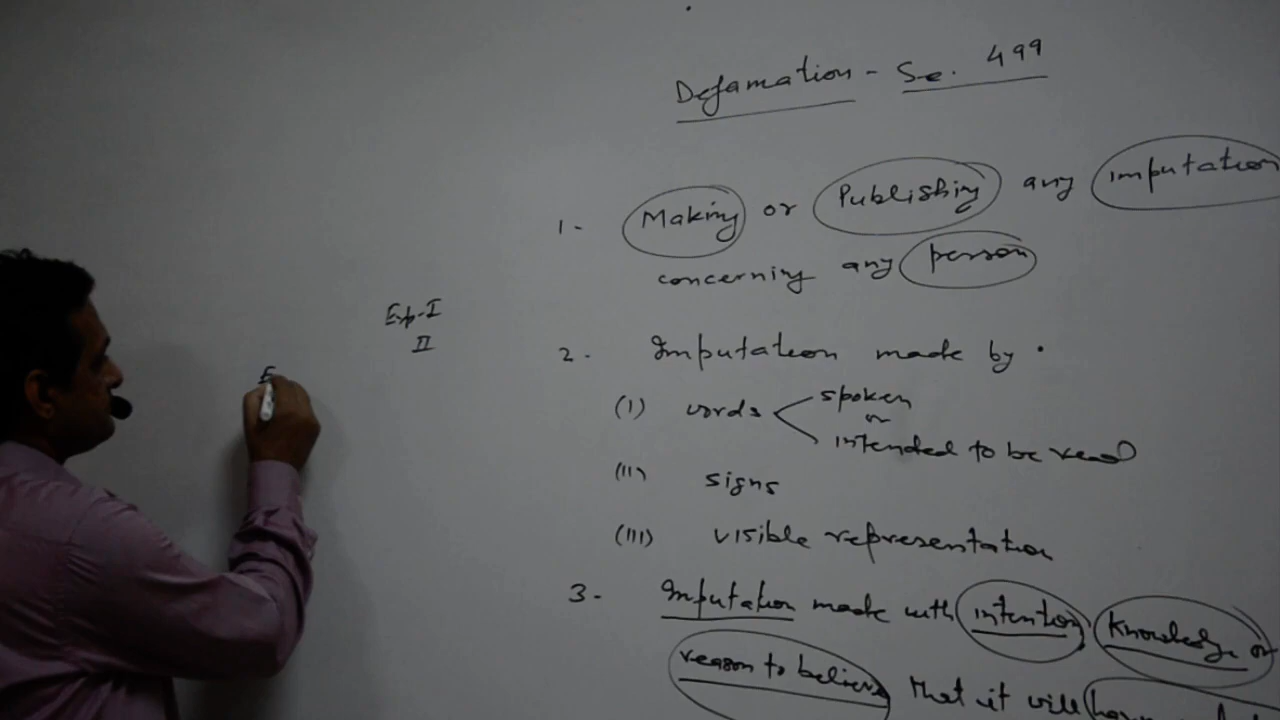 Defamation - Se. 499
1. Making or Publishing any imputation
concerning any person
Exp-I
II
2. Imputation made by
(I) words spoken
or
intended to be read
(II) signs
(III) visible representation
3. Imputation made with intention Knowledge or
reason to believe that it will
E